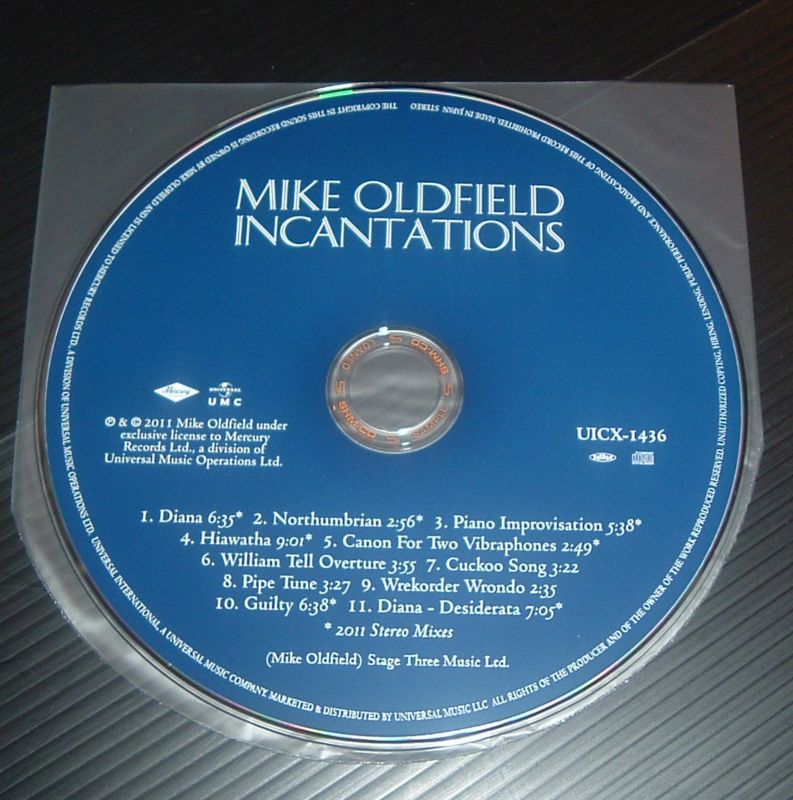 MIKE OLDFIELD
INCANTATIONS
Mercury
UNIVERSAL
UMC
℗ & © 2011 Mike Oldfield under
exclusive license to Mercury
Records Ltd., a division of
Universal Music Operations Ltd.
UICX-1436
1. Diana 6:35* 2. Northumbrian 2:56* 3. Piano Improvisation 5:38*
4. Hiawatha 9:01* 5. Canon For Two Vibraphones 2:49*
6. William Tell Overture 3:55 7. Cuckoo Song 3:22
8. Pipe Tune 3:27 9. Wrekorder Wrondo 2:35
10. Guilty 6:38* 11. Diana - Desiderata 7:05*
* 2011 Stereo Mixes
(Mike Oldfield) Stage Three Music Ltd.
THE COPYRIGHT IN THIS SOUND RECORDING IS OWNED BY MIKE OLDFIELD AND IS LICENSED TO MERCURY RECORDS LTD. A DIVISION OF UNIVERSAL MUSIC OPERATIONS LTD. UNIVERSAL INTERNATIONAL, A UNIVERSAL MUSIC COMPANY. MARKETED & DISTRIBUTED BY UNIVERSAL MUSIC LLC ALL RIGHTS OF THE PRODUCER AND OF THE OWNER OF THE WORK REPRODUCED RESERVED. UNAUTHORIZED COPYING, HIRING, LENDING, PUBLIC PERFORMANCE AND BROADCASTING OF THIS RECORD PROHIBITED. MADE IN JAPAN STEREO
SHM-CD